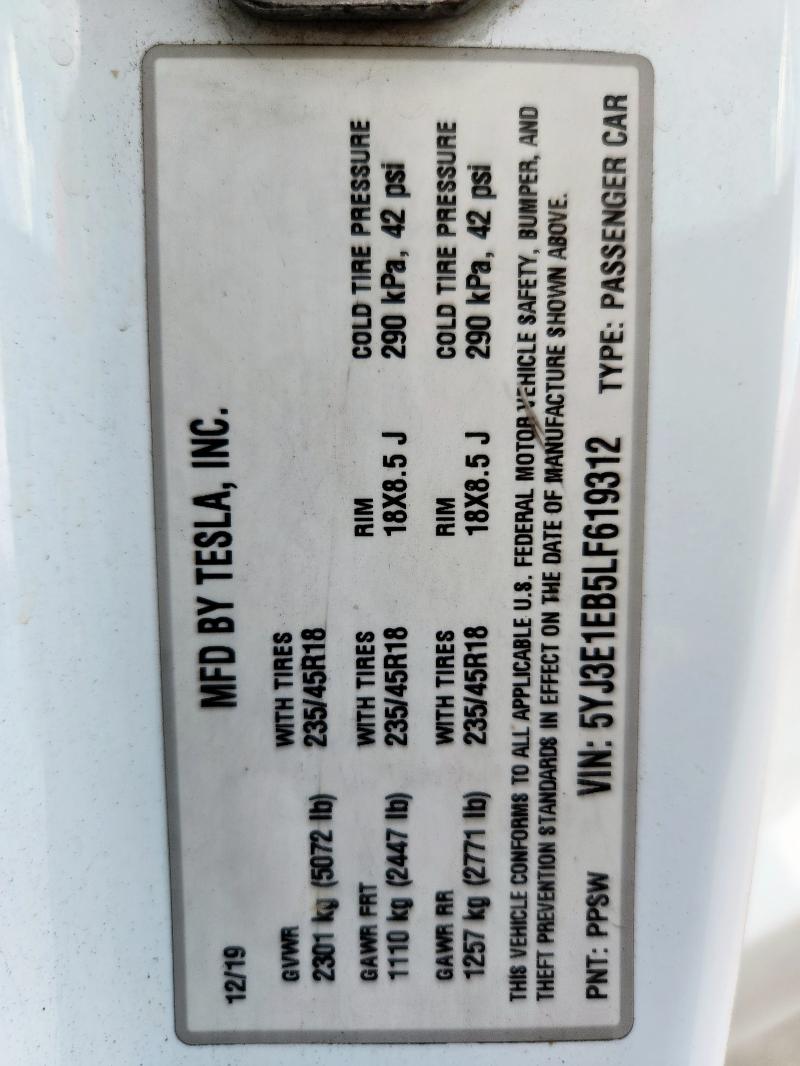 12/19 MFD BY TESLA, INC.
GVWR WITH TIRES
2301 kg (5072 lb) 235/45R18
GAWR FRT WITH TIRES RIM COLD TIRE PRESSURE
1110 kg (2447 lb) 235/45R18 18X8.5 J 290 kPa, 42 psi
GAWR RR WITH TIRES RIM COLD TIRE PRESSURE
1257 kg (2771 lb) 235/45R18 18X8.5 J 290 kPa, 42 psi
THIS VEHICLE CONFORMS TO ALL APPLICABLE U.S. FEDERAL MOTOR VEHICLE SAFETY, BUMPER, AND
THEFT PREVENTION STANDARDS IN EFFECT ON THE DATE OF MANUFACTURE SHOWN ABOVE.
PNT: PPSW VIN: 5YJ3E1EB5LF619312 TYPE: PASSENGER CAR